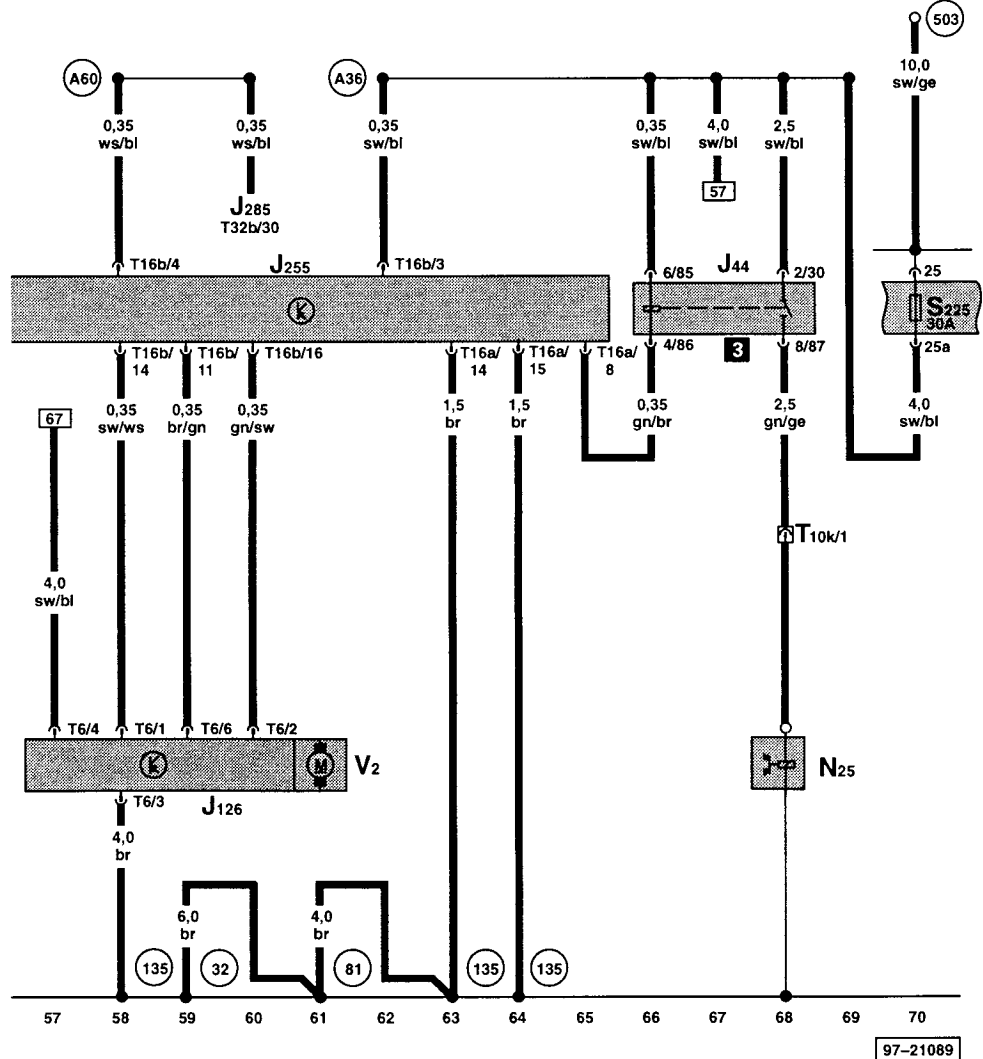 503
A60
A36
10,0
sw/ge
0,35
ws/bl
0,35
ws/bl
0,35
sw/bl
0,35
sw/bl
4,0
sw/bl
2,5
sw/bl
57
J285
T32b/30
T16b/4
J255
T16b/3
6/85
J44
2/30
25
k
S225
30A
T16b/
14
T16b/
11
T16b/16
T16a/
14
T16a/
15
T16a/
8
4/86
3
8/87
25a
67
0,35
sw/ws
0,35
br/gn
0,35
gn/sw
1,5
br
1,5
br
0,35
gn/br
2,5
gn/ge
4,0
sw/bl
T10k/1
4,0
sw/bl
T6/4
T6/1
T6/6
T6/2
k
M
V2
N25
T6/3
J126
4,0
br
6,0
br
4,0
br
135
32
81
135
135
57 58 59 60 61 62 63 64 65 66 67 68 69 70
97–21089